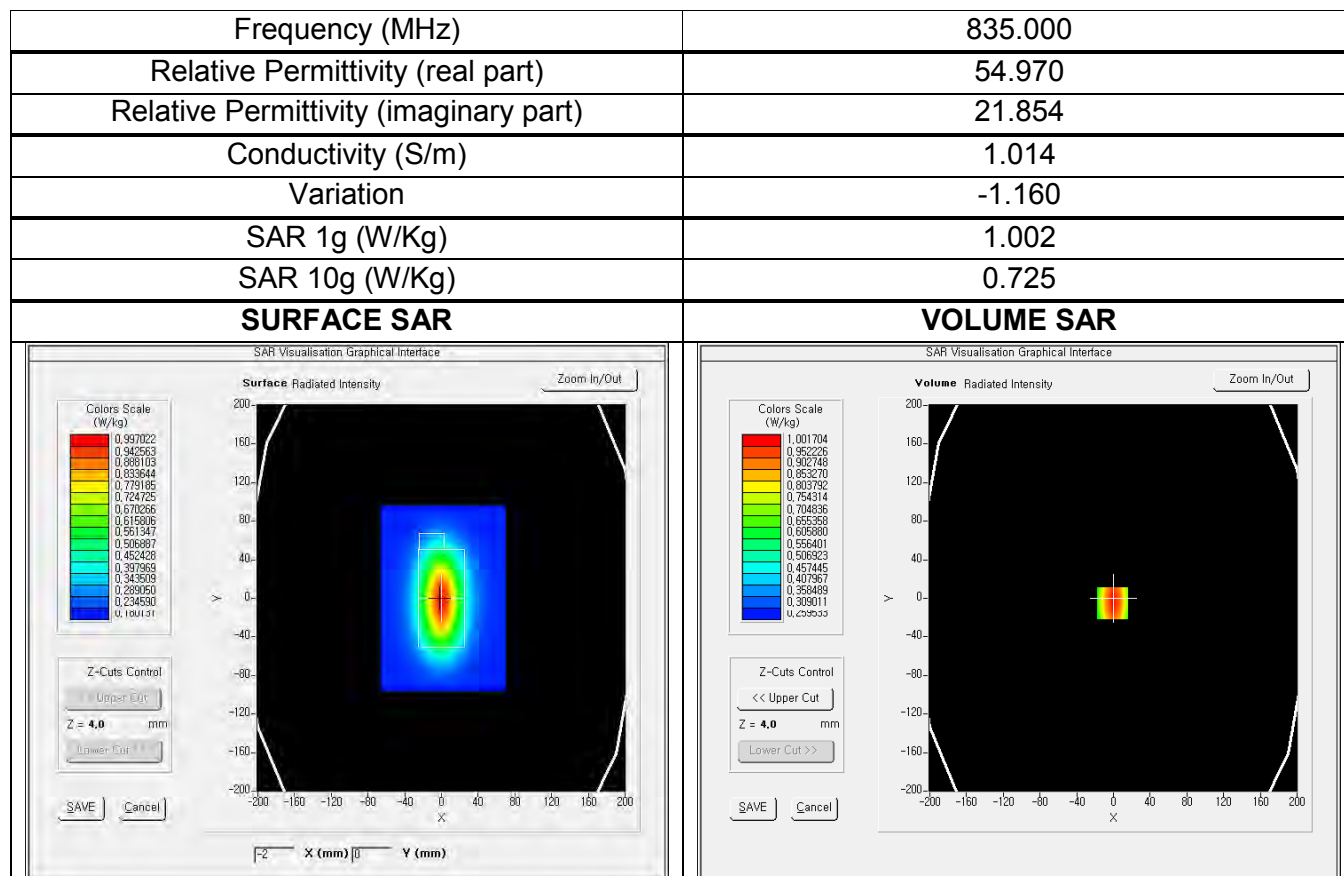 Frequency (MHz) 835.000
Relative Permittivity (real part) 54.970
Relative Permittivity (imaginary part) 21.854
Conductivity (S/m) 1.014
Variation -1.160
SAR 1g (W/Kg) 1.002
SAR 10g (W/Kg) 0.725
SURFACE SAR VOLUME SAR
SAR Visualisation Graphical Interface
Surface Radiated Intensity
Zoom In/Out
Colors Scale
(W/kg)
0,997022
0,942563
0,888103
0,833644
0,779185
0,724725
0,670266
0,615806
0,561347
0,506887
0,452428
0,397969
0,343509
0,289050
0,234590
0,180131
Z-Cuts Control
<< Upper Cut
Z = 4,0 mm
Lower Cut >>
SAVE Cancel
200
160
120
80
40
0
-40
-80
-120
-160
-200
Y
-200 -160 -120 -80 -40 0 40 80 120 160 200
X
-2 X (mm) 0 Y (mm)
SAR Visualisation Graphical Interface
Volume Radiated Intensity
Zoom In/Out
Colors Scale
(W/kg)
1,001704
0,952226
0,902748
0,853270
0,803792
0,754314
0,704836
0,655358
0,605880
0,556401
0,506923
0,457445
0,407967
0,358489
0,309011
0,259533
Z-Cuts Control
<< Upper Cut
Z = 4,0 mm
Lower Cut >>
SAVE Cancel
200
160
120
80
40
0
-40
-80
-120
-160
-200
Y
-200 -160 -120 -80 -40 0 40 80 120 160 200
X